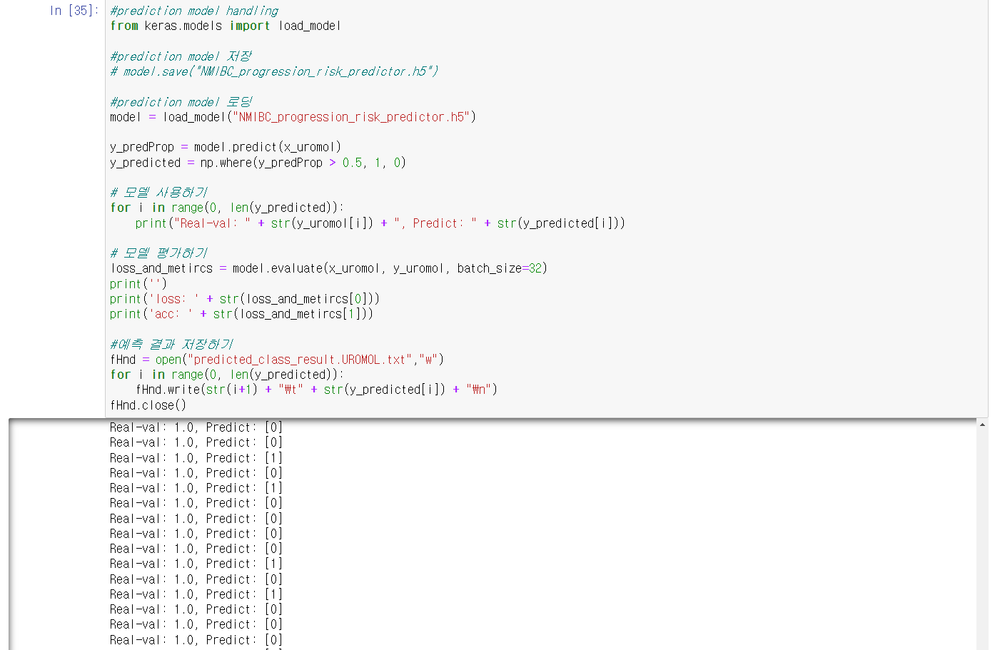 In [35]:
#prediction model handling
from keras.models import load_model
#prediction model 저장
# model.save("NMIBC_progression_risk_predictor.h5")
#prediction model 로딩
model = load_model("NMIBC_progression_risk_predictor.h5")
y_predProp = model.predict(x_uromol)
y_predicted = np.where(y_predProp > 0.5, 1, 0)
# 모델 사용하기
for i in range(0, len(y_predicted)):
    print("Real-val: " + str(y_uromol[i]) + ", Predict: " + str(y_predicted[i]))
# 모델 평가하기
loss_and_metircs = model.evaluate(x_uromol, y_uromol, batch_size=32)
print('')
print('loss: ' + str(loss_and_metircs[0]))
print('acc: ' + str(loss_and_metircs[1]))
#예측 결과 저장하기
fHnd = open("predicted_class_result.UROMOL.txt","w")
for i in range(0, len(y_predicted)):
    fHnd.write(str(i+1) + "₩t" + str(y_predicted[i]) + "₩n")
fHnd.close()
Real-val: 1.0, Predict: [0]
Real-val: 1.0, Predict: [0]
Real-val: 1.0, Predict: [1]
Real-val: 1.0, Predict: [0]
Real-val: 1.0, Predict: [1]
Real-val: 1.0, Predict: [0]
Real-val: 1.0, Predict: [0]
Real-val: 1.0, Predict: [0]
Real-val: 1.0, Predict: [0]
Real-val: 1.0, Predict: [1]
Real-val: 1.0, Predict: [0]
Real-val: 1.0, Predict: [1]
Real-val: 1.0, Predict: [0]
Real-val: 1.0, Predict: [0]
Real-val: 1.0, Predict: [0]